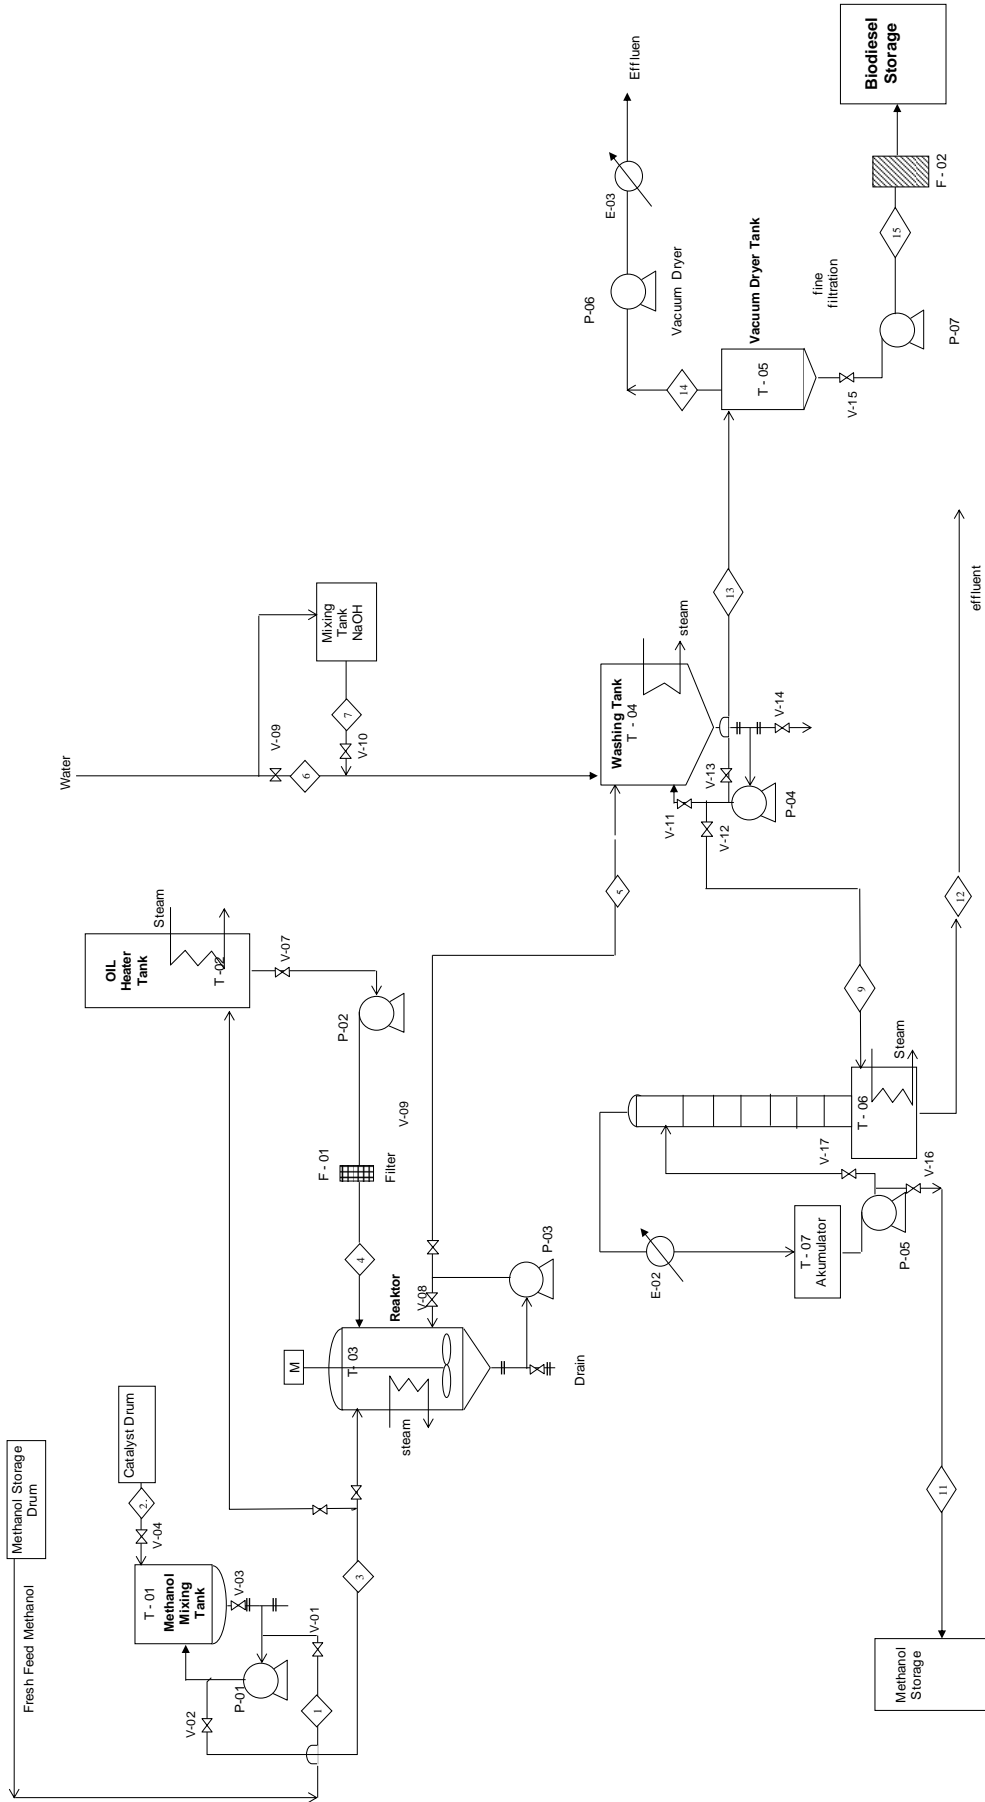 Methanol Storage
Drum
Fresh Feed Methanol
Catalyst Drum
2.
V-04
T - 01
Methanol
Mixing
Tank
V-03
V-01
P-01
V-02
1
3
OIL
Heater
Tank
T -02
Steam
V-07
P-02
F - 01
Filter
4
V-09
Reaktor
M
T- 03
steam
V-08
P-03
Drain
Water
V-09
6
Mixing
Tank
NaOH
7
V-10
5
Washing Tank
T - 04
steam
V-11
V-12
V-13
V-14
P-04
13
9
T - 06
Steam
V-17
V-16
P-05
T - 07
Akumulator
E-02
11
Methanol
Storage
12
effluent
Vacuum Dryer Tank
T - 05
14
P-06
Vacuum Dryer
E-03
Effluen
V-15
P-07
fine
filtration
15
F - 02
Biodiesel
Storage